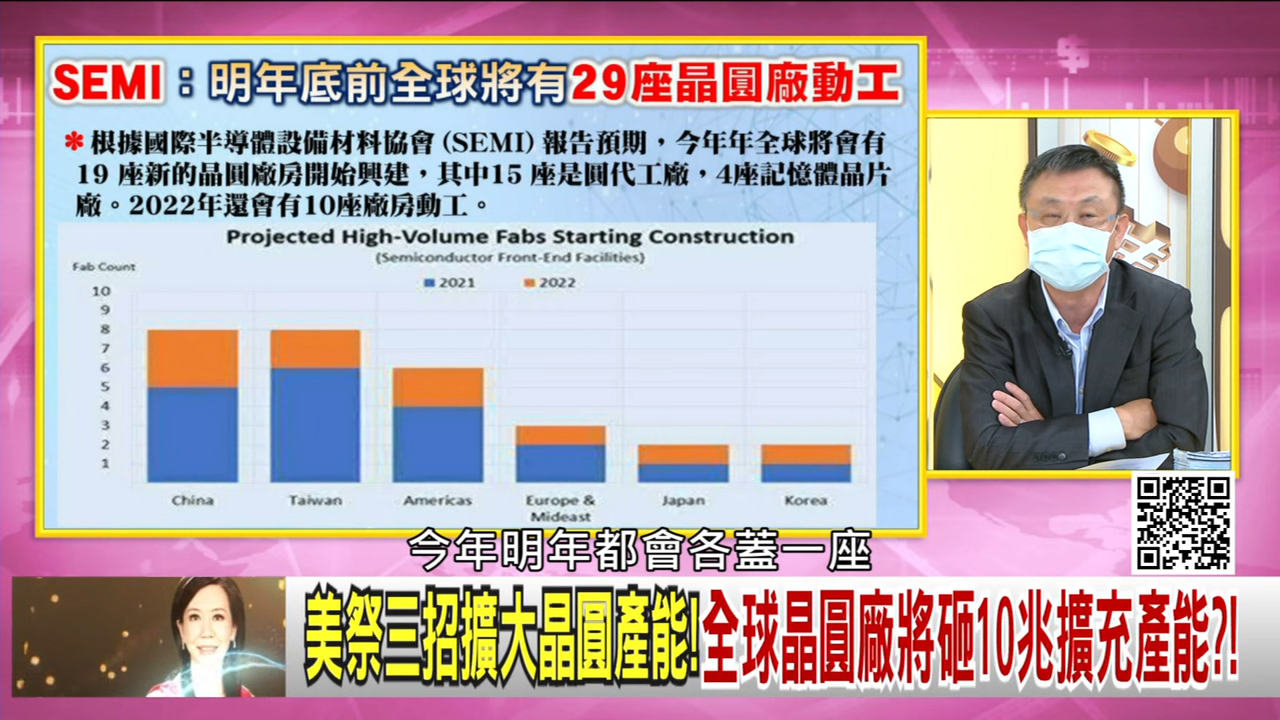 SEMI：明年底前全球將有29座晶圓廠動工
*根據國際半導體設備材料協會(SEMI)報告預期，今年年全球將會有
19 座新的晶圓廠房開始興建，其中15 座是圓代工廠，4座記憶體晶片
廠。2022年還會有10座廠房動工。
Projected High-Volume Fabs Starting Construction
(Semiconductor Front-End Facilities)
Fab Count
2021 2022
10
9
8
7
6
5
4
3
2
1
China Taiwan Americas Europe & Japan Korea
Mideast
今年明年都會各蓋一座
美祭三招擴大晶圓產能!全球晶圓廠將砸10兆擴充產能?!